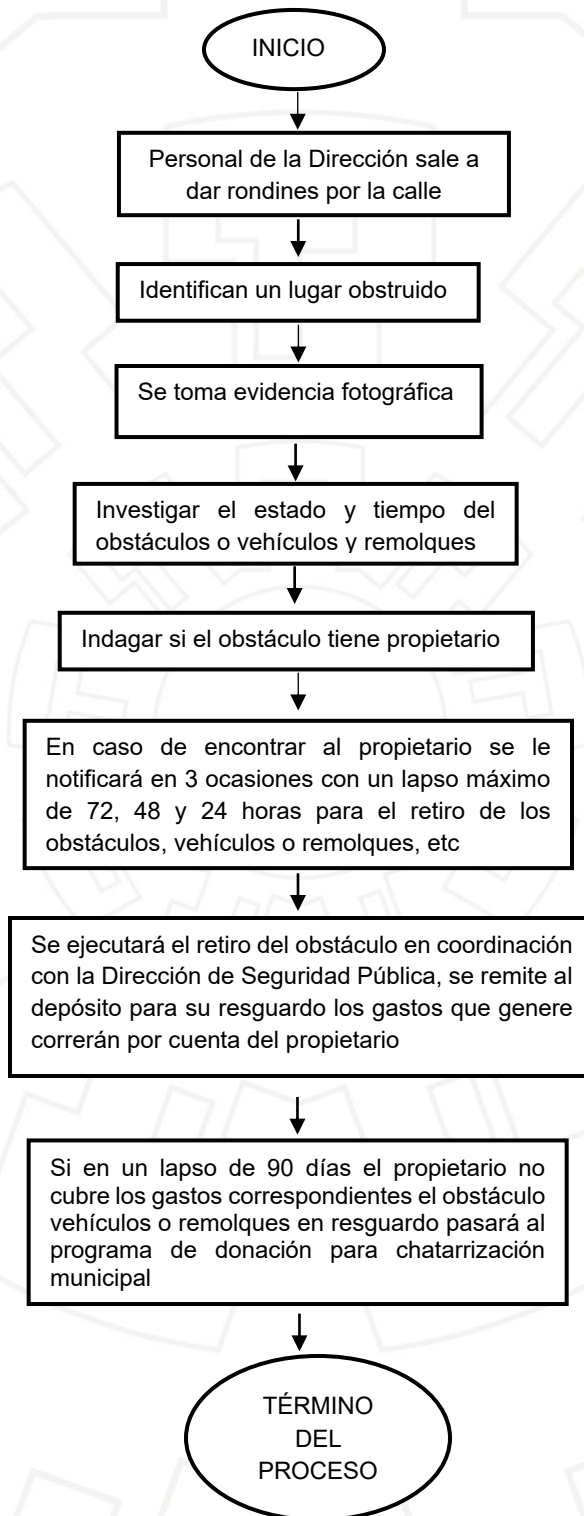 INICIO
Personal de la Dirección sale a
dar rondines por la calle
Identifican un lugar obstruido
Se toma evidencia fotográfica
Investigar el estado y tiempo del
obstáculos o vehículos y remolques
Indagar si el obstáculo tiene propietario
En caso de encontrar al propietario se le
notificará en 3 ocasiones con un lapso máximo
de 72, 48 y 24 horas para el retiro de los
obstáculos, vehículos o remolques, etc
Se ejecutará el retiro del obstáculo en coordinación
con la Dirección de Seguridad Pública, se remite al
depósito para su resguardo los gastos que genere
correrán por cuenta del propietario
Si en un lapso de 90 días el propietario no
cubre los gastos correspondientes el obstáculo
vehículos o remolques en resguardo pasará al
programa de donación para chatarrización
municipal
TÉRMINO
DEL
PROCESO